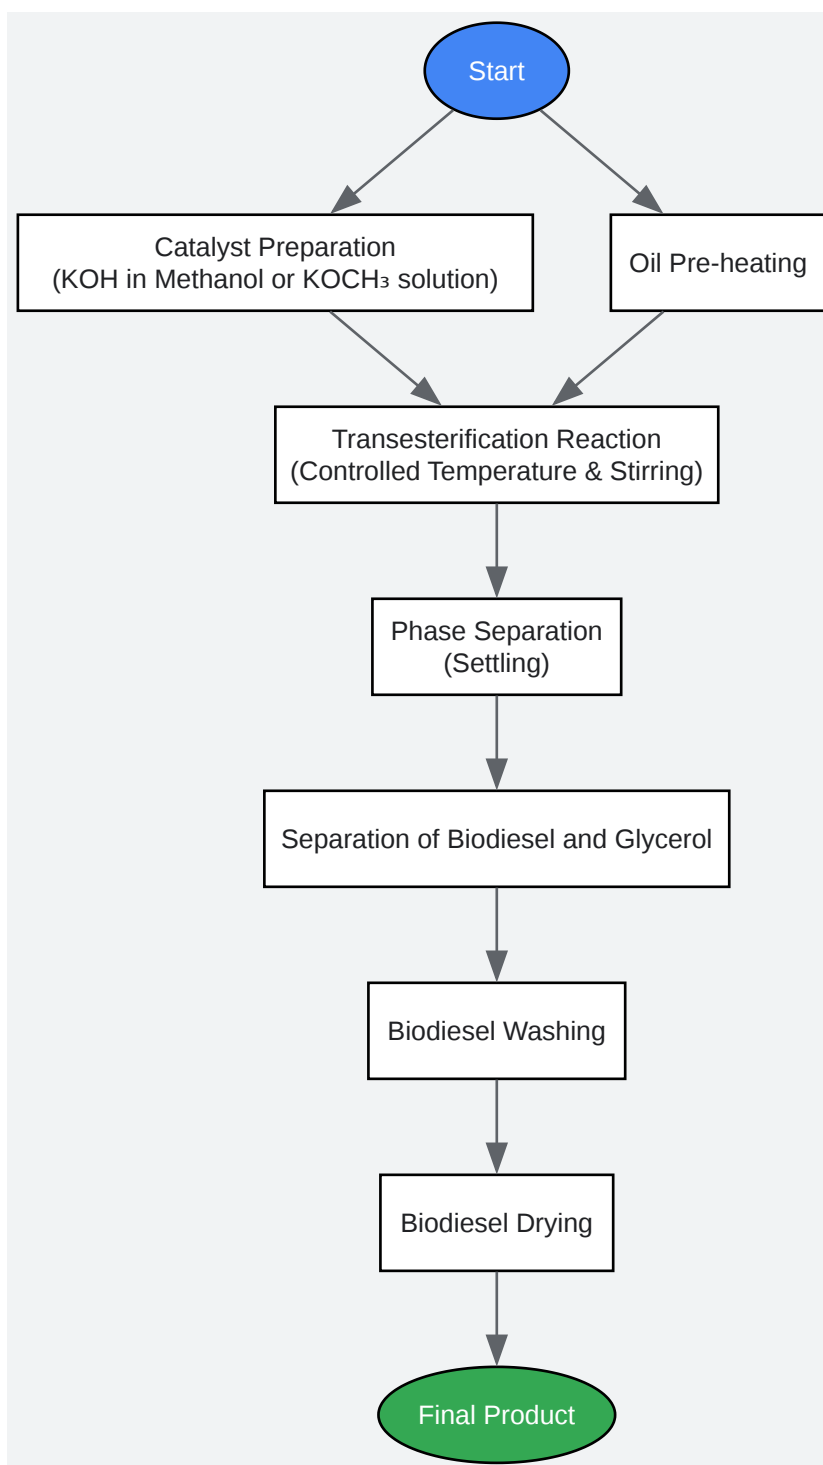 Start
Catalyst Preparation
(KOH in Methanol or KOCH₃ solution)
Oil Pre-heating
Transesterification Reaction
(Controlled Temperature & Stirring)
Phase Separation
(Settling)
Separation of Biodiesel and Glycerol
Biodiesel Washing
Biodiesel Drying
Final Product